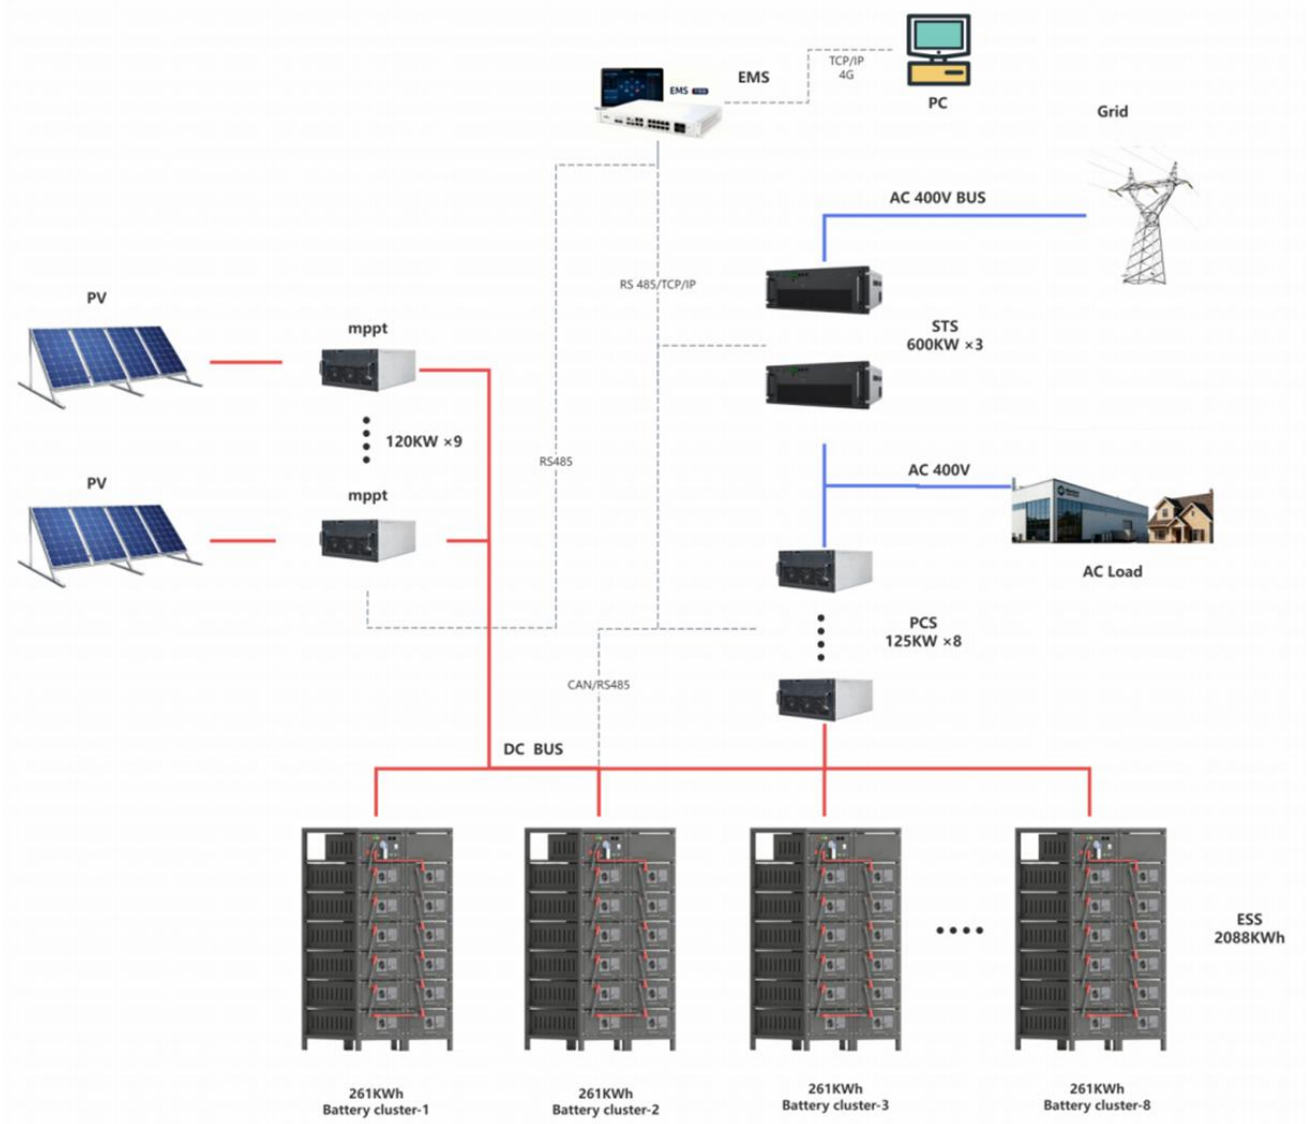 EMS
EMS
TCP/IP
4G
PC
Grid
AC 400V BUS
RS 485/TCP/IP
PV
mppt
STS
600KW ×3
120KW ×9
RS485
AC 400V
PV
mppt
AC Load
PCS
125KW ×8
CAN/RS485
DC BUS
ESS
2088KWh
261KWh
Battery cluster-1
261KWh
Battery cluster-2
261KWh
Battery cluster-3
261KWh
Battery cluster-8